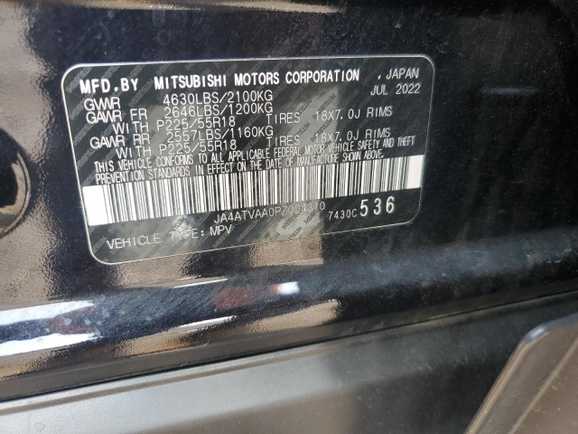 MFD.BY MITSUBISHI MOTORS CORPORATION . JAPAN
GVWR 4630LBS/2100KG JUL 2022
GAWR FR 2646LBS/1200KG
WITH P225/55R18 TIRES 18X7.0J RIMS
GAWR RR 2557LBS/1160KG
WITH P225/55R18 TIRES 18X7.0J RIMS
THIS VEHICLE CONFORMS TO ALL APPLICABLE FEDERAL MOTOR VEHICLE SAFETY AND THEFT
PREVENTION STANDARDS IN EFFECT ON THE DATE OF MANUFACTURE SHOWN ABOVE.
7430C 536
VEHICLE TYPE: MPV